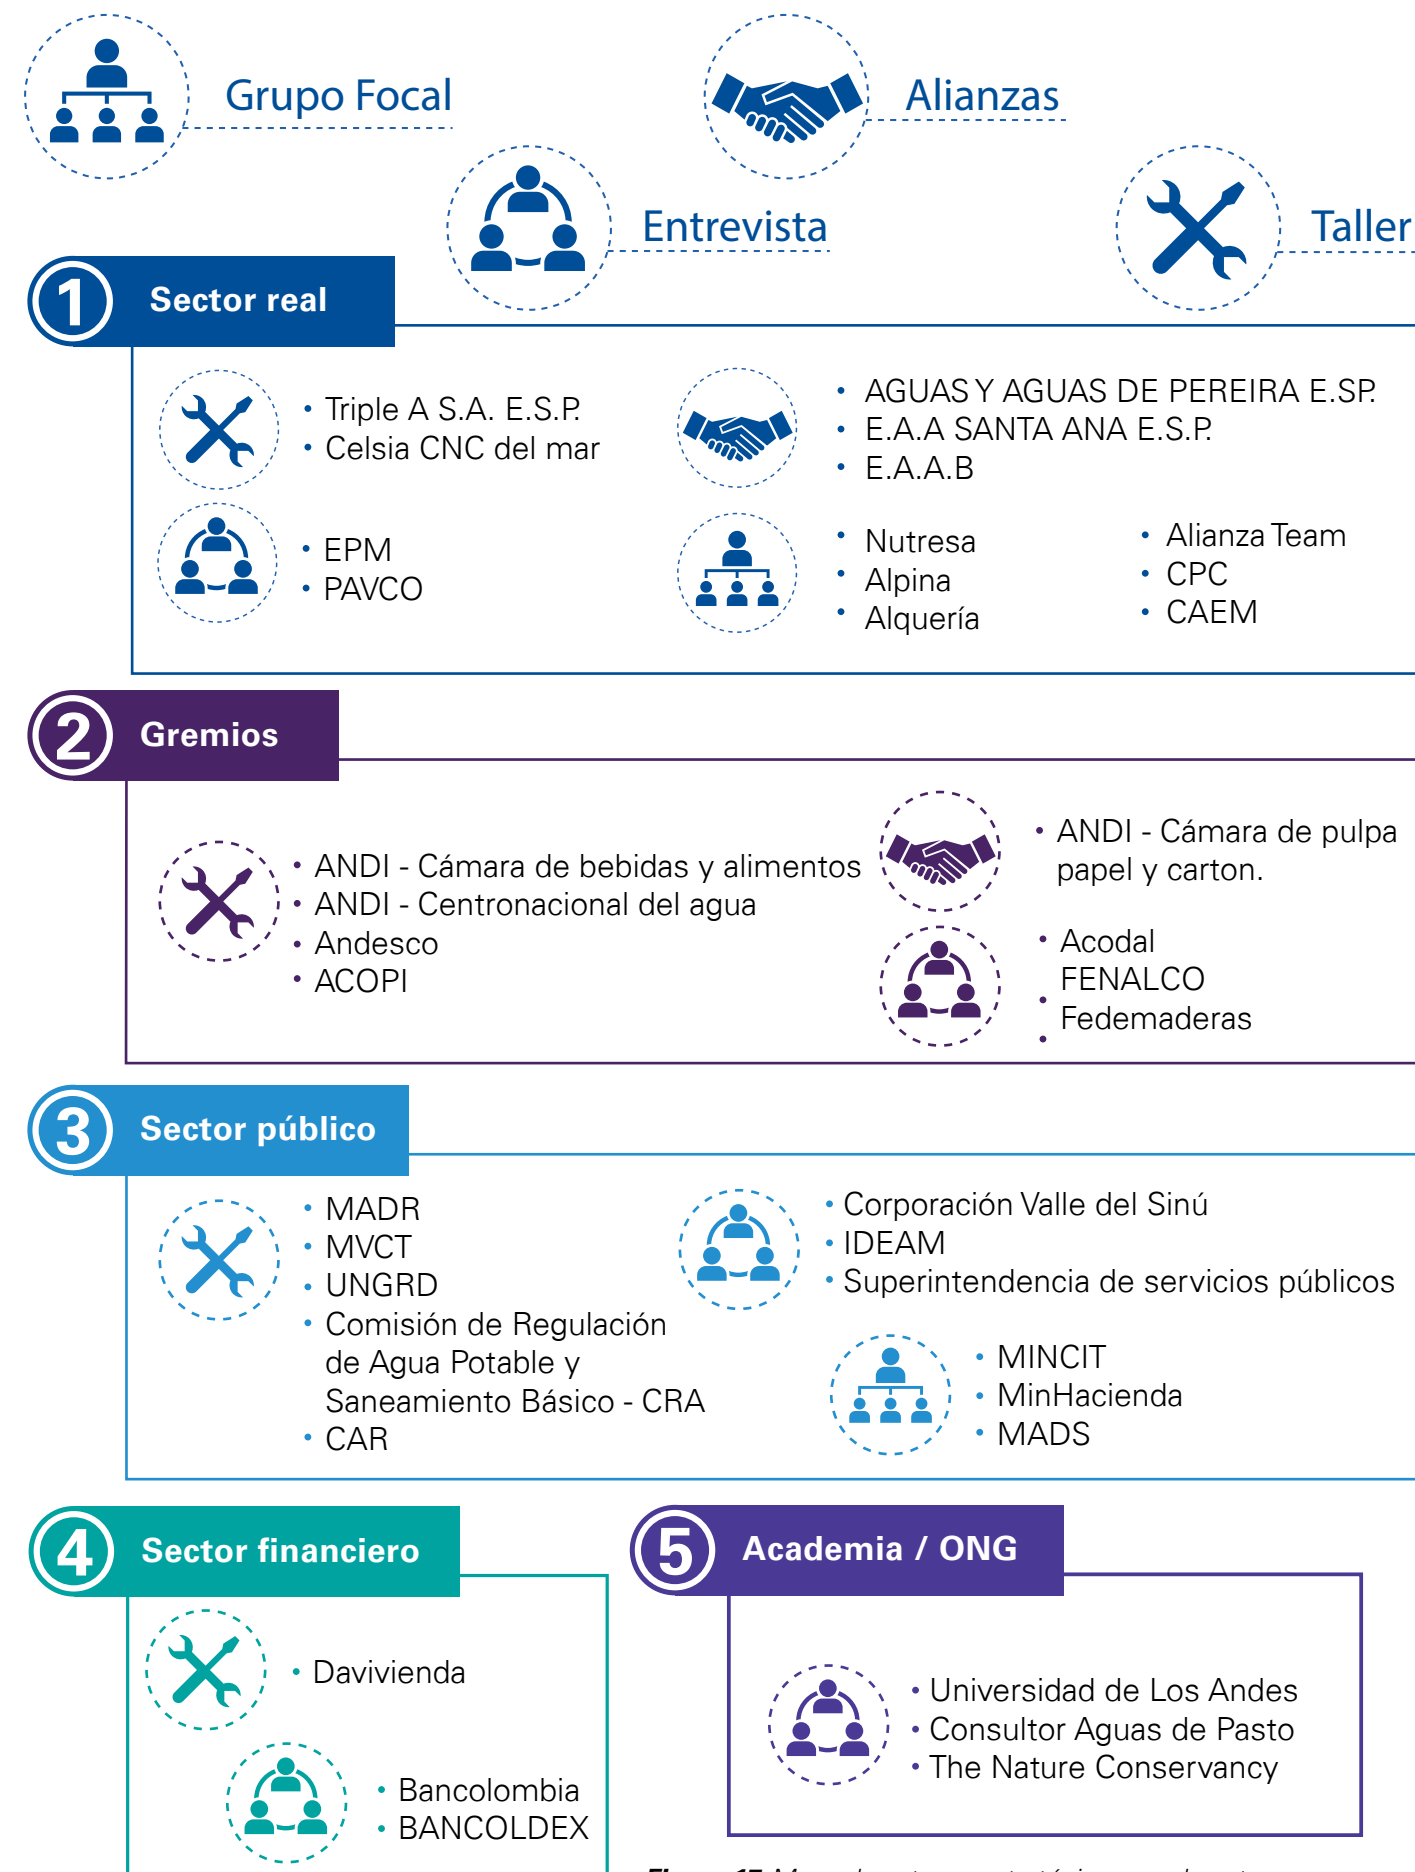 Grupo Focal
Alianzas
Entrevista
Taller
1 Sector real
• Triple A S.A. E.S.P.
• Celsia CNC del mar
• AGUAS Y AGUAS DE PEREIRA E.SP.
• E.A.A SANTA ANA E.S.P.
• E.A.A.B
• EPM
• PAVCO
• Nutresa
• Alpina
• Alquería
• Alianza Team
• CPC
• CAEM
2 Gremios
• ANDI - Cámara de bebidas y alimentos
• ANDI - Centronacional del agua
• Andesco
• ACOPI
• ANDI - Cámara de pulpa
papel y carton.
• Acodal
• FENALCO
• Fedemaderas
3 Sector público
• MADR
• MVCT
• UNGRD
• Comisión de Regulación
de Agua Potable y
Saneamiento Básico - CRA
• CAR
• Corporación Valle del Sinú
• IDEAM
• Superintendencia de servicios públicos
• MINCIT
• MinHacienda
• MADS
4 Sector financiero
• Davivienda
• Bancolombia
• BANCOLDEX
5 Academia / ONG
• Universidad de Los Andes
• Consultor Aguas de Pasto
• The Nature Conservancy